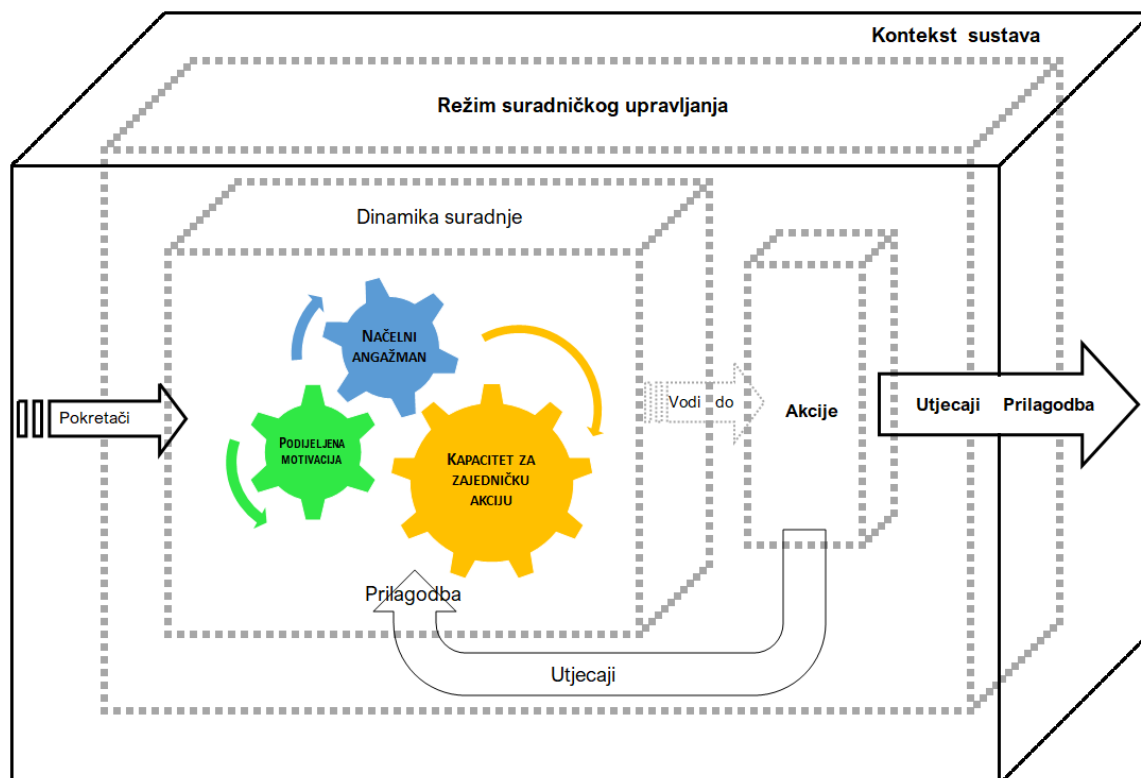 Kontekst sustava
Režim suradničkog upravljanja
Dinamika suradnje
NAČELNI
ANGAŽMAN
PODIJELJENA
MOTIVACIJA
KAPACITET ZA
ZAJEDNIČKU
AKCIJU
Pokretači
Vodi do
Akcije
Utjecaji Prilagodba
Prilagodba
Utjecaji